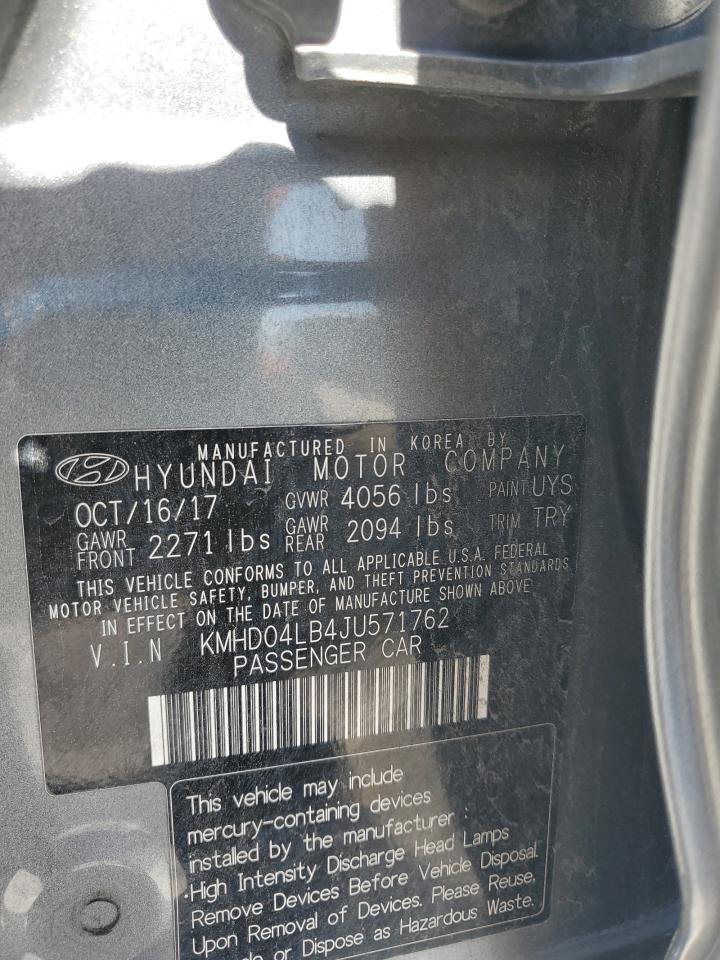 MANUFACTURED IN KOREA BY
HYUNDAI MOTOR COMPANY
OCT/16/17 GVWR 4056 lbs PAINT UYS
GAWR FRONT 2271 lbs GAWR REAR 2094 lbs TRIM TRY
THIS VEHICLE CONFORMS TO ALL APPLICABLE U.S.A. FEDERAL
MOTOR VEHICLE SAFETY, BUMPER, AND THEFT PREVENTION STANDARDS
IN EFFECT ON THE DATE OF MANUFACTURE SHOWN ABOVE
V.I.N KMHD04LB4JU571762
PASSENGER CAR
This vehicle may include
mercury-containing devices
installed by the manufacturer :
·High Intensity Discharge Head Lamps
Remove Devices Before Vehicle Disposal.
Upon Removal of Devices. Please Reuse,
or Dispose as Hazardous Waste.